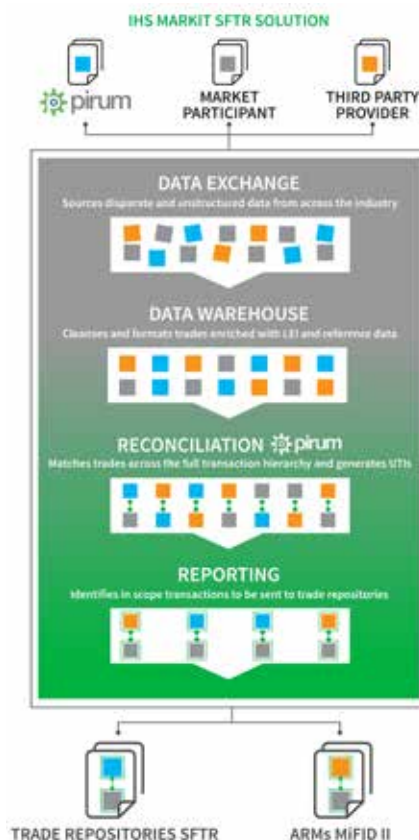 IHS MARKIT SFTR SOLUTION
pirum
MARKET
PARTICIPANT
THIRD PARTY
PROVIDER
DATA EXCHANGE
Sources disparate and unstructured data from across the industry
DATA WAREHOUSE
Cleanses and formats trades enriched with LEI and reference data
RECONCILIATION pirum
Matches trades across the full transaction hierarchy and generates UTIs
REPORTING
Identifies in scope transactions to be sent to trade repositories
TRADE REPOSITORIES SFTR
ARMs MiFID II